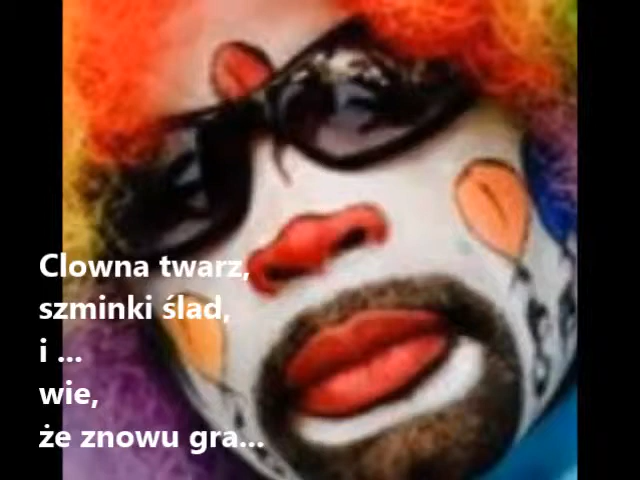 Clowna twarz,
szminki ślad,
i ...
wie,
że znowu gra...